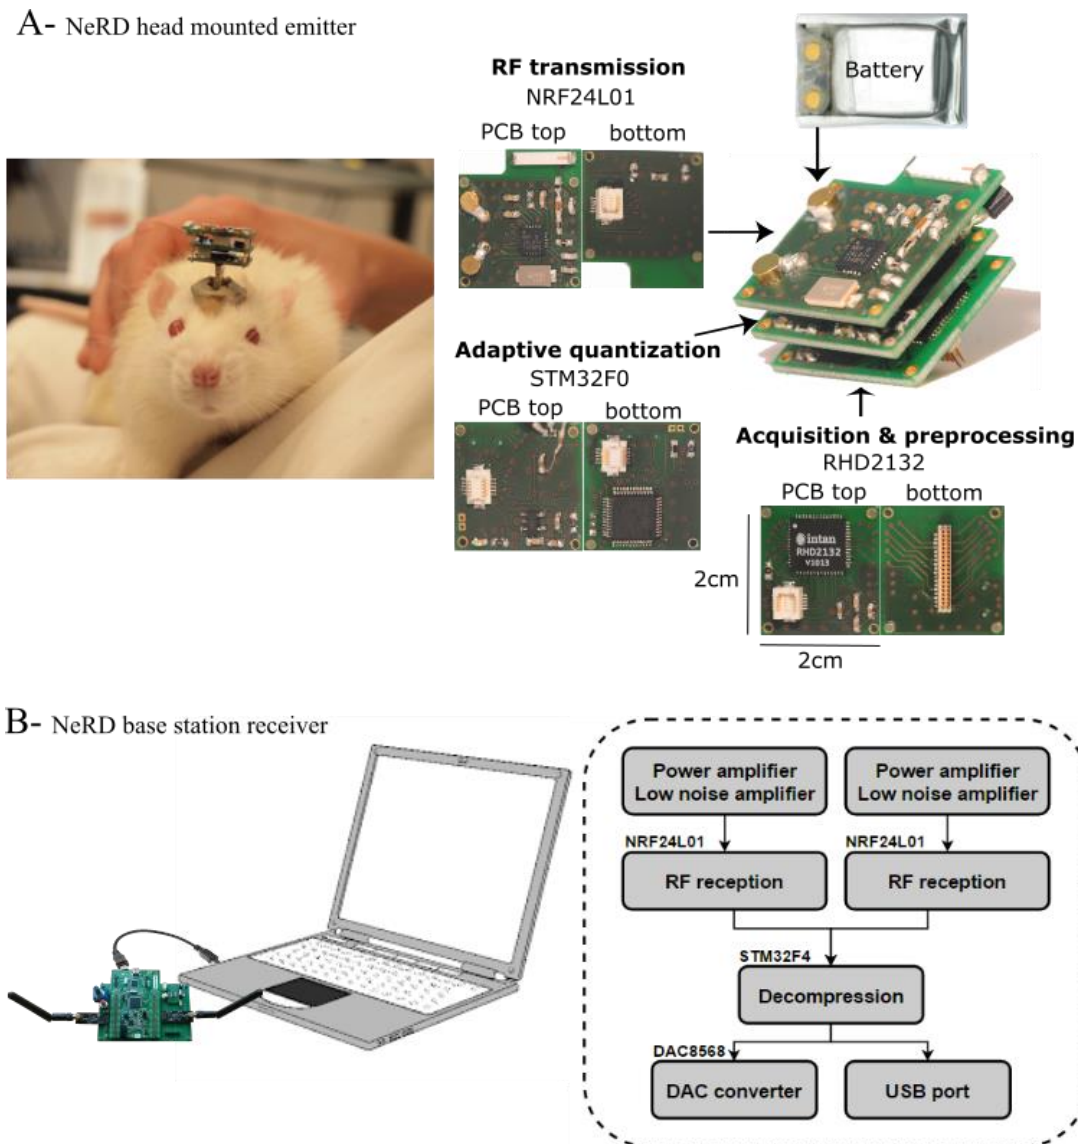 A- NeRD head mounted emitter
RF transmission
NRF24L01
PCB top
bottom
Battery
Adaptive quantization
STM32F0
PCB top
bottom
Acquisition & preprocessing
RHD2132
PCB top
bottom
intan
RHD2132
V1013
2cm
2cm
B- NeRD base station receiver
Power amplifier
Low noise amplifier
Power amplifier
Low noise amplifier
NRF24L01
RF reception
NRF24L01
RF reception
STM32F4
Decompression
DAC8568
DAC converter
USB port